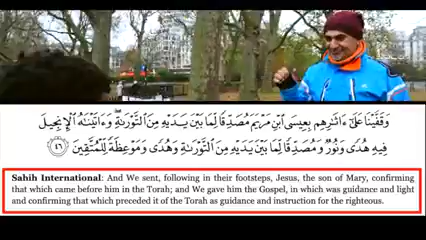 وَقَفَّيْنَا عَلَىٰٓ ءَاثَٰرِهِم بِعِيسَى ٱبْنِ مَرْيَمَ مُصَدِّقًا لِّمَا بَيْنَ يَدَيْهِ مِنَ ٱلتَّوْرَىٰةِ ۖ وَءَاتَيْنَٰهُ ٱلْإِنجِيلَ
فِيهِ هُدًى وَنُورٌ وَمُصَدِّقًا لِّمَا بَيْنَ يَدَيْهِ مِنَ ٱلتَّوْرَىٰةِ وَهُدًى وَمَوْعِظَةً لِّلْمُتَّقِينَ ٤٦
Sahih International: And We sent, following in their footsteps, Jesus, the son of Mary, confirming
that which came before him in the Torah; and We gave him the Gospel, in which was guidance and light
and confirming that which preceded it of the Torah as guidance and instruction for the righteous.